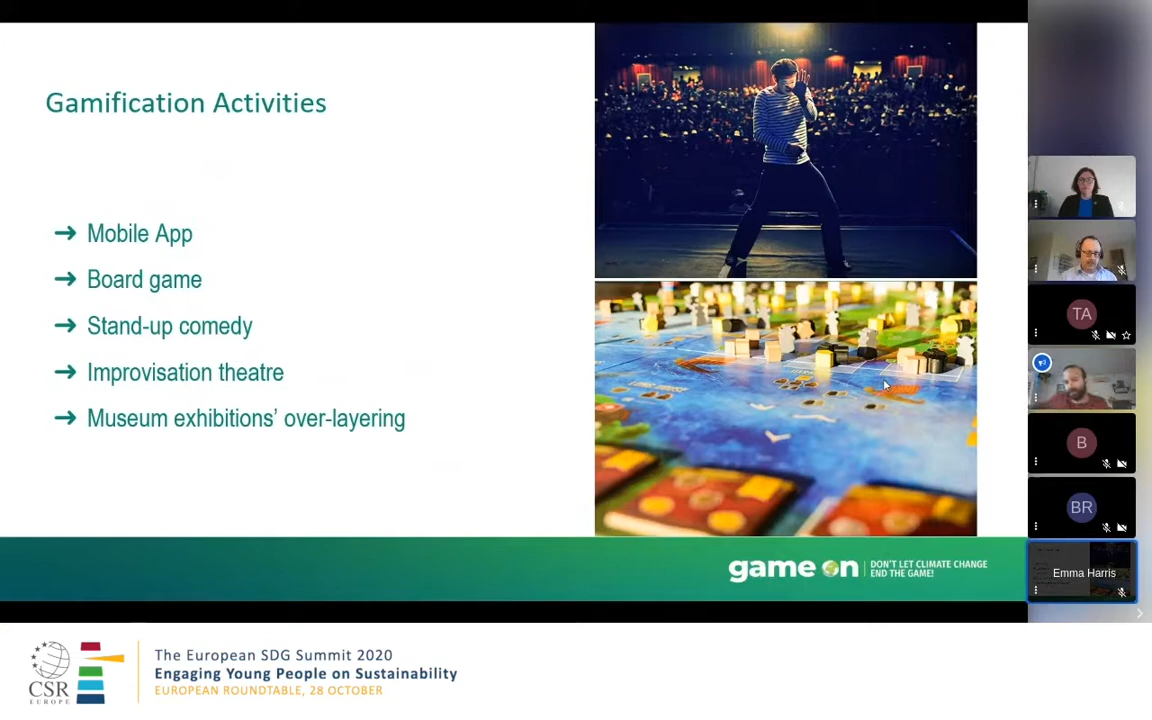 Gamification Activities
→ Mobile App
→ Board game
→ Stand-up comedy
→ Improvisation theatre
→ Museum exhibitions’ over-layering
game on
DON'T LET CLIMATE CHANGE
END THE GAME!
TA
B
BR
Emma Harris
CSR
EUROPE
The European SDG Summit 2020
Engaging Young People on Sustainability
EUROPEAN ROUNDTABLE, 28 OCTOBER